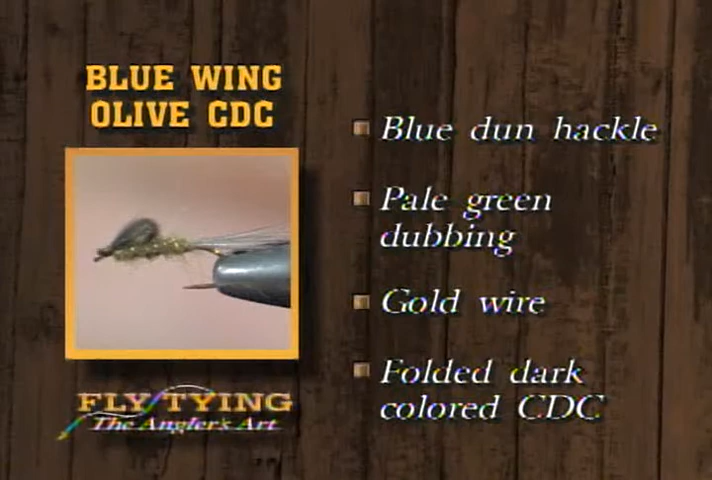 BLUE WING
OLIVE CDC
Blue dun hackle
Pale green
dubbing
Gold wire
Folded dark
colored CDC
FLY TYING
The Angler's Art